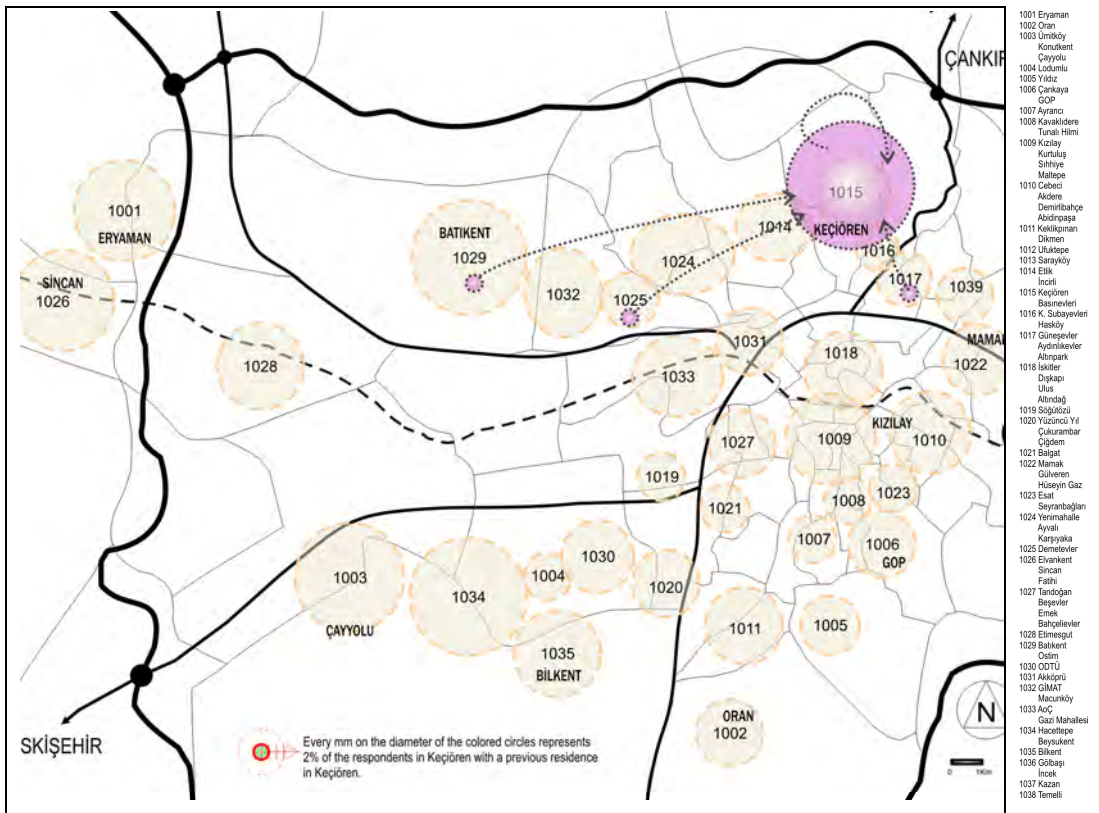 ÇANKIR
1001
ERYAMAN
SİNCAN
1026
1028
BATIKENT
1029
1032
1025
1024
1014
1015
KEÇİÖREN
1016
1017
1039
MAMAK
1022
1031
1033
1018
KIZILAY
1009
1010
1027
1019
1021
1008
1023
1007
1006
GOP
1003
ÇAYYOLU
1034
1004
1030
1020
1035
BİLKENT
1011
1005
ORAN
1002
SKİŞEHİR
Every mm on the diameter of the colored circles represents
2% of the respondents in Keçiören with a previous residence
in Keçiören.
N
0 1Klm
1001 Eryaman
1002 Oran
1003 Ümitköy
Konutkent
Çayyolu
1004 Lodumlu
1005 Yıldız
1006 Çankaya
GOP
1007 Ayrancı
1008 Kavaklıdere
Tunalı Hilmi
1009 Kızılay
Kurtuluş
Sıhhiye
Maltepe
1010 Cebeci
Akdere
Demirlibahçe
Abidinpaşa
1011 Keklikpınarı
Dikmen
1012 Ufuktepe
1013 Sarayköy
1014 Etlik
İncirli
1015 Keçiören
Basınevleri
1016 K. Subayevleri
Hasköy
1017 Güneşevler
Aydınlıkevler
Altınpark
1018 İskitler
Dışkapı
Ulus
Altındağ
1019 Söğütözü
1020 Yüzüncü Yıl
Çukurambar
Çiğdem
1021 Balgat
1022 Mamak
Gülveren
Hüseyin Gaz
1023 Esat
Seyranbağları
1024 Yenimahalle
Ayvalı
Karşıyaka
1025 Demetevler
1026 Elvankent
Sincan
Fatihi
1027 Tandoğan
Beşevler
Emek
Bahçelievler
1028 Etimesgut
1029 Batıkent
Ostim
1030 ODTÜ
1031 Akköprü
1032 GİMAT
Macunköy
1033 AoÇ
Gazi Mahallesi
1034 Hacettepe
Beysukent
1035 Bilkent
1036 Gölbaşı
İncek
1037 Kazan
1038 Temelli